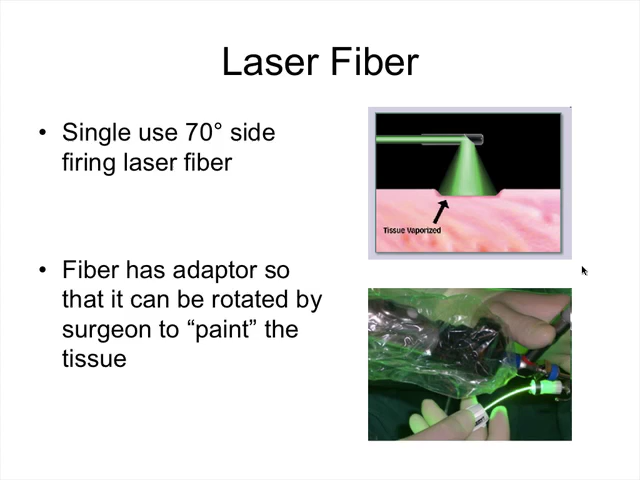 Laser Fiber
• Single use 70° side
firing laser fiber
Tissue Vaporized
• Fiber has adaptor so
that it can be rotated by
surgeon to “paint” the
tissue